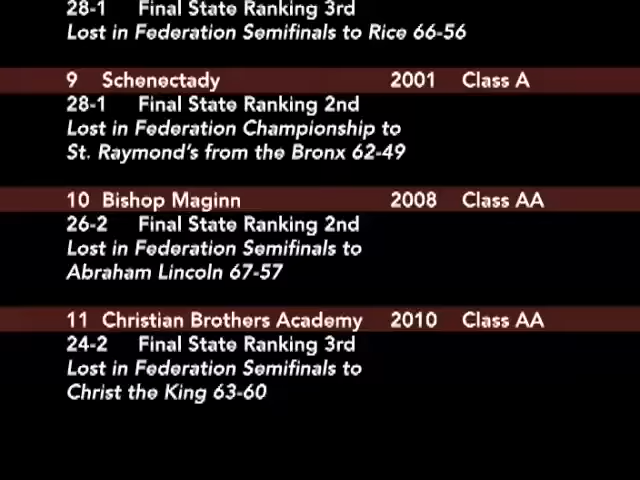 28-1 Final State Ranking 3rd
Lost in Federation Semifinals to Rice 66-56
9 Schenectady 2001 Class A
28-1 Final State Ranking 2nd
Lost in Federation Championship to
St. Raymond's from the Bronx 62-49
10 Bishop Maginn 2008 Class AA
26-2 Final State Ranking 2nd
Lost in Federation Semifinals to
Abraham Lincoln 67-57
11 Christian Brothers Academy 2010 Class AA
24-2 Final State Ranking 3rd
Lost in Federation Semifinals to
Christ the King 63-60